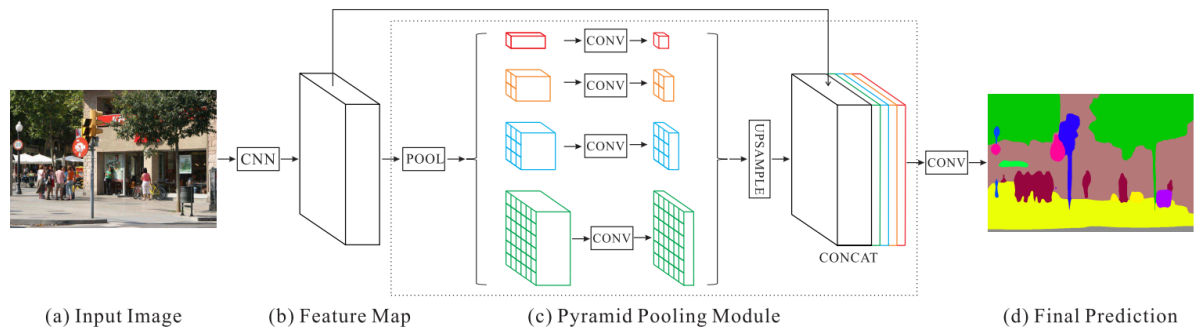 CNN
POOL
CONV
CONV
CONV
CONV
UPSAMPLE
CONCAT
CONV
(a) Input Image
(b) Feature Map
(c) Pyramid Pooling Module
(d) Final Prediction